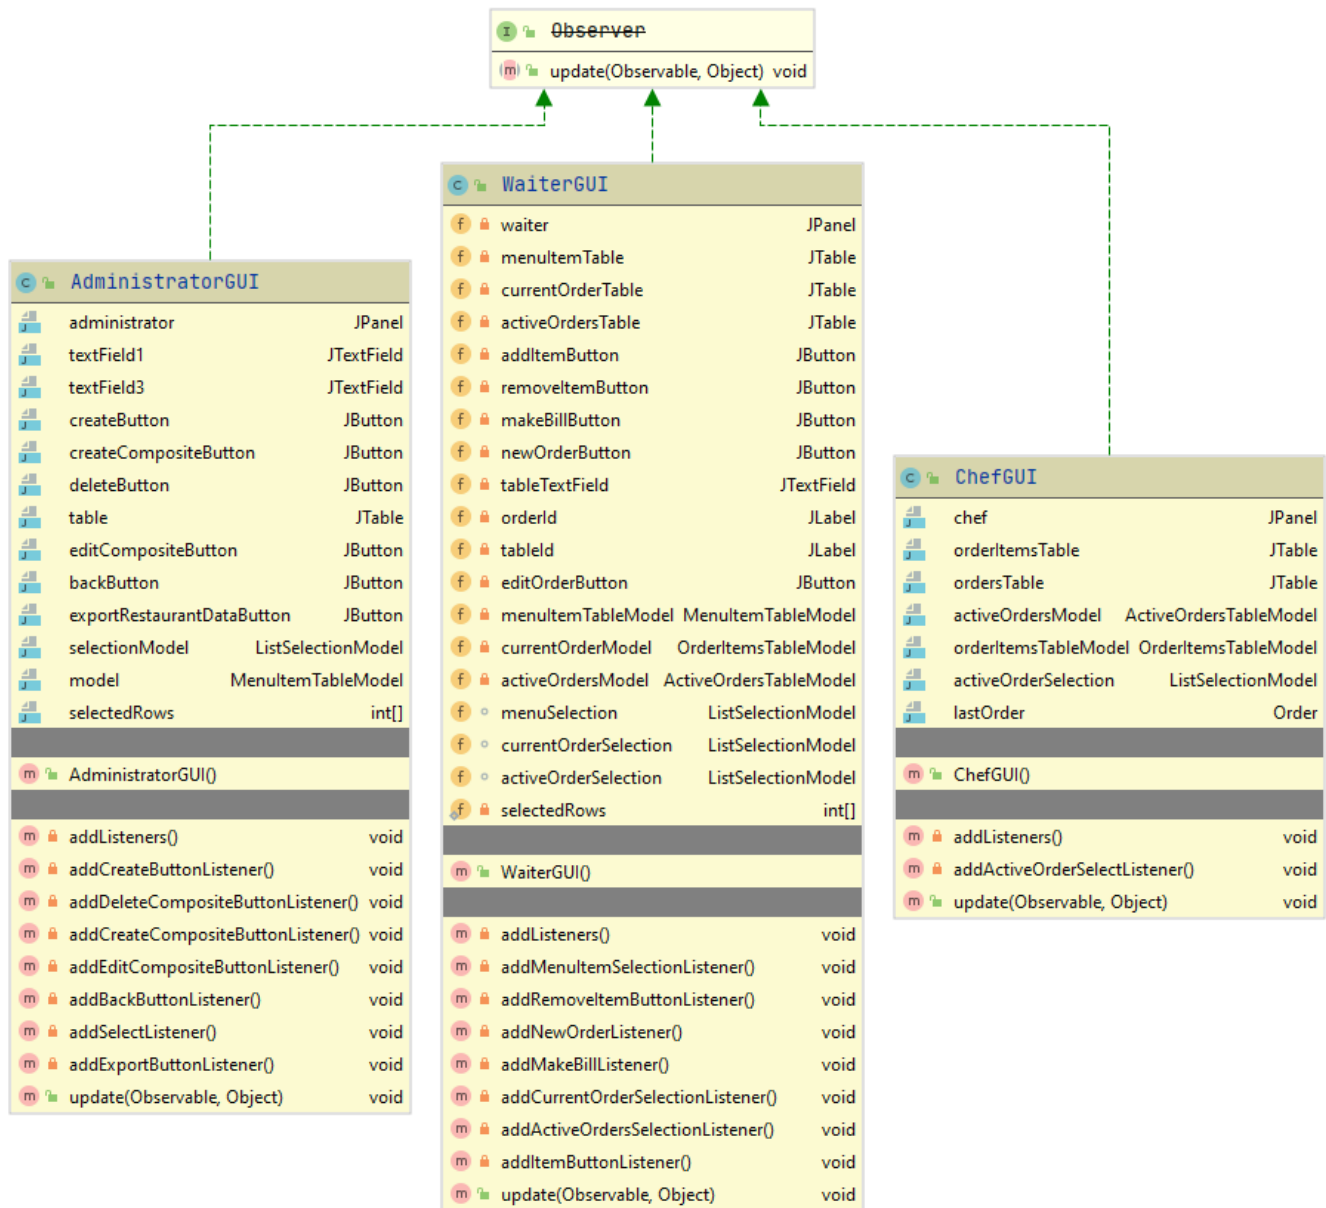 Observer
update(Observable, Object) void
WaiterGUI
waiter JPanel
menuItemTable JTable
currentOrderTable JTable
activeOrdersTable JTable
addItemButton JButton
removeItemButton JButton
makeBillButton JButton
newOrderButton JButton
tableTextField JTextField
orderId JLabel
tableId JLabel
editOrderButton JButton
menuItemTableModel MenuItemTableModel
currentOrderModel OrderItemsTableModel
activeOrdersModel ActiveOrdersTableModel
menuSelection ListSelectionModel
currentOrderSelection ListSelectionModel
activeOrderSelection ListSelectionModel
selectedRows int[]
WaiterGUI()
addListeners() void
addMenuItemSelectionListener() void
addRemoveItemButtonListener() void
addNewOrderListener() void
addMakeBillListener() void
addCurrentOrderSelectionListener() void
addActiveOrdersSelectionListener() void
addItemButtonListener() void
update(Observable, Object) void
AdministratorGUI
administrator JPanel
textField1 JTextField
textField3 JTextField
createButton JButton
createCompositeButton JButton
deleteButton JButton
table JTable
editCompositeButton JButton
backButton JButton
exportRestaurantDataButton JButton
selectionModel ListSelectionModel
model MenuItemTableModel
selectedRows int[]
AdministratorGUI()
addListeners() void
addCreateButtonListener() void
addDeleteCompositeButtonListener() void
addCreateCompositeButtonListener() void
addEditCompositeButtonListener() void
addBackButtonListener() void
addSelectListener() void
addExportButtonListener() void
update(Observable, Object) void
ChefGUI
chef JPanel
orderItemsTable JTable
ordersTable JTable
activeOrdersModel ActiveOrdersTableModel
orderItemsTableModel OrderItemsTableModel
activeOrderSelection ListSelectionModel
lastOrder Order
ChefGUI()
addListeners() void
addActiveOrderSelectListener() void
update(Observable, Object) void